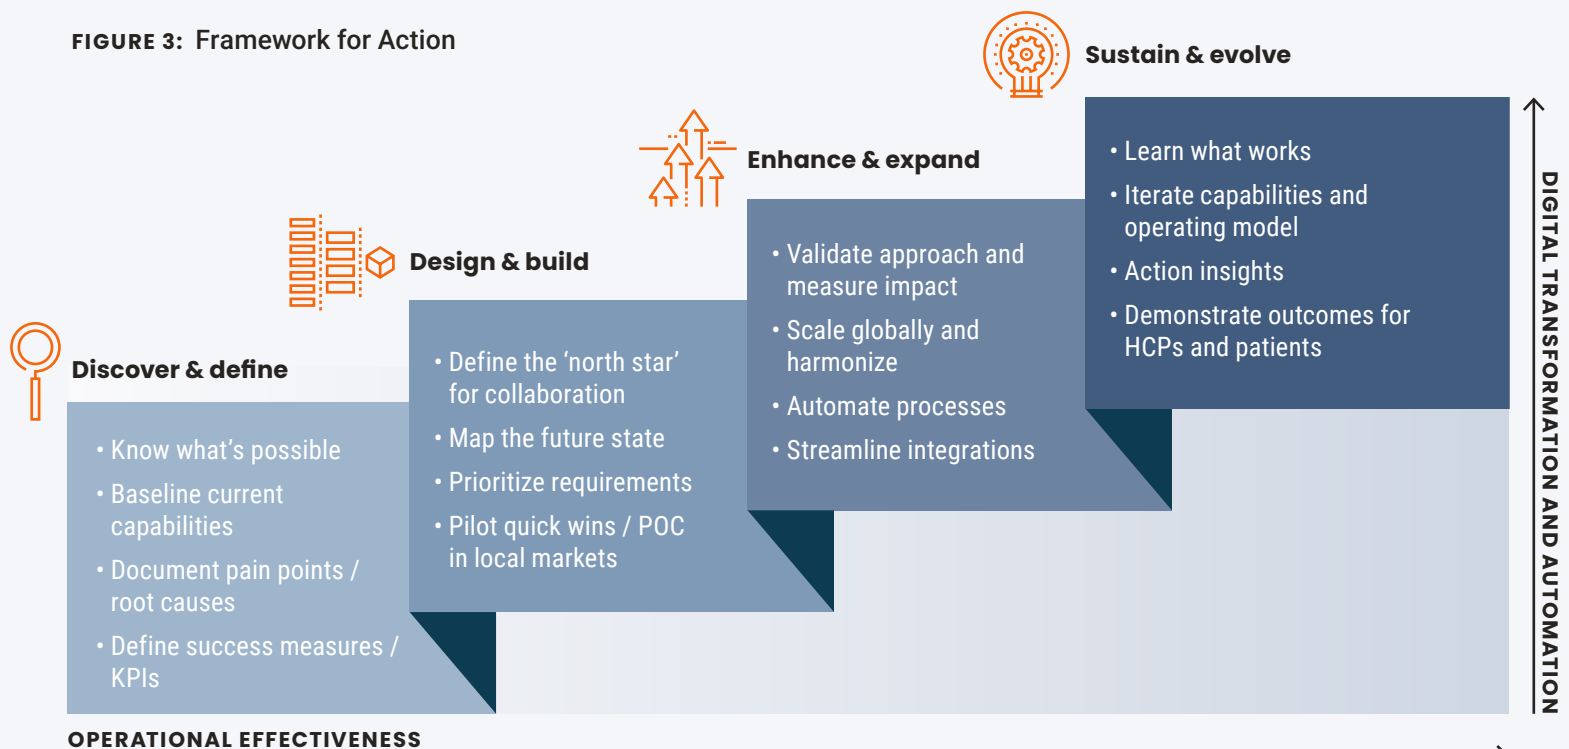 FIGURE 3: Framework for Action
Discover & define
• Know what’s possible
• Baseline current
capabilities
• Document pain points /
root causes
• Define success measures /
KPIs
Design & build
• Define the ‘north star’
for collaboration
• Map the future state
• Prioritize requirements
• Pilot quick wins / POC
in local markets
Enhance & expand
• Validate approach and
measure impact
• Scale globally and
harmonize
• Automate processes
• Streamline integrations
Sustain & evolve
• Learn what works
• Iterate capabilities and
operating model
• Action insights
• Demonstrate outcomes for
HCPs and patients
DIGITAL TRANSFORMATION AND AUTOMATION
OPERATIONAL EFFECTIVENESS